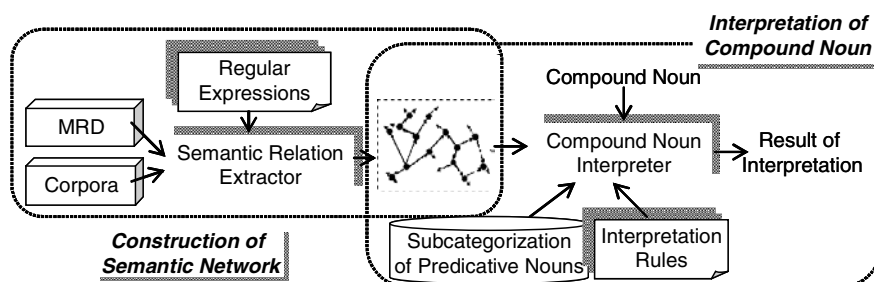 Interpretation of
Compound Noun
Regular
Expressions
Compound Noun
MRD
Corpora
Semantic Relation
Extractor
Compound Noun
Interpreter
Result of
Interpretation
Construction of
Semantic Network
Subcategorization
of Predicative Nouns
Interpretation
Rules